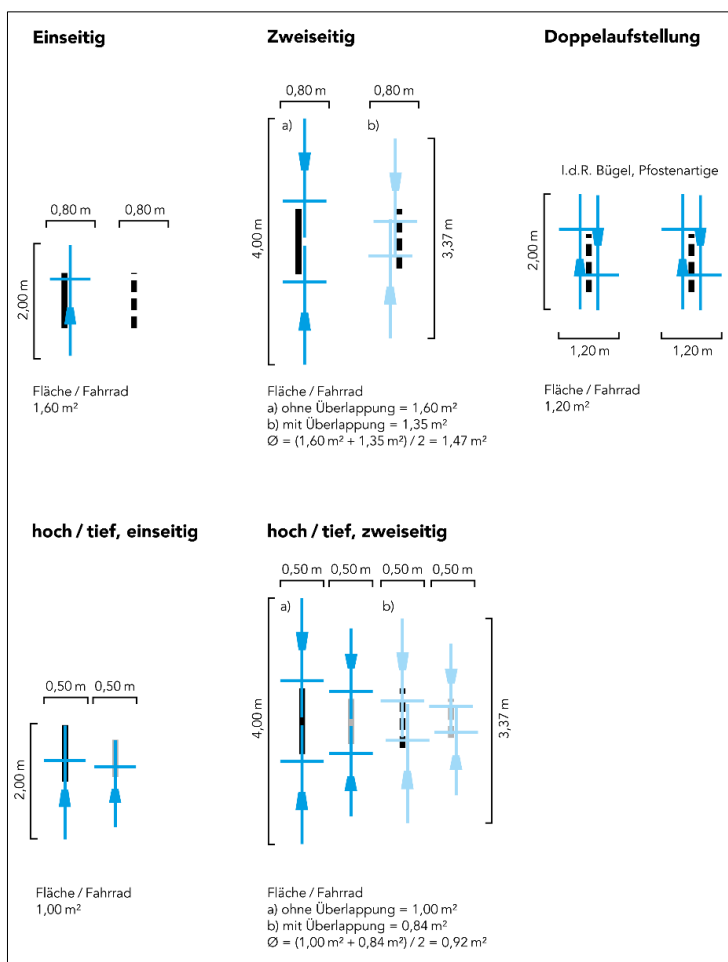 Einseitig
0,80 m
0,80 m
2,00 m
Fläche / Fahrrad
1,60 m²
Zweiseitig
0,80 m
0,80 m
a)
b)
4,00 m
3,37 m
Fläche / Fahrrad
a) ohne Überlappung = 1,60 m²
b) mit Überlappung = 1,35 m²
Ø = (1,60 m² + 1,35 m²) / 2 = 1,47 m²
Doppelaufstellung
I.d.R. Bügel, Pfostenartige
2,00 m
1,20 m
1,20 m
Fläche / Fahrrad
1,20 m²
hoch / tief, einseitig
0,50 m
0,50 m
2,00 m
Fläche / Fahrrad
1,00 m²
hoch / tief, zweiseitig
0,50 m
0,50 m
0,50 m
0,50 m
a)
b)
4,00 m
3,37 m
Fläche / Fahrrad
a) ohne Überlappung = 1,00 m²
b) mit Überlappung = 0,84 m²
Ø = (1,00 m² + 0,84 m²) / 2 = 0,92 m²